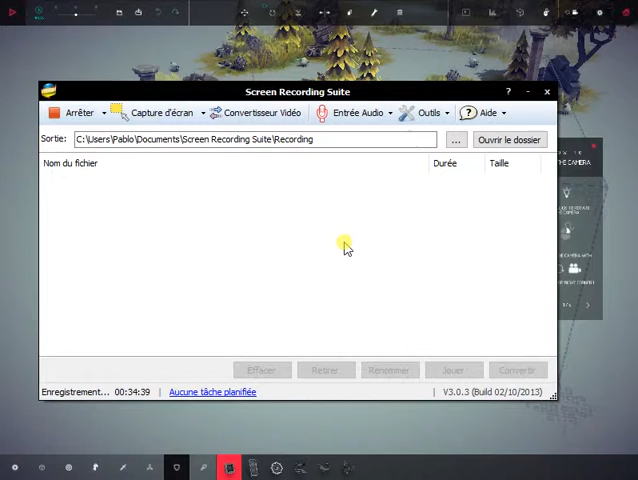 Screen Recording Suite
? - x
Arrêter Capture d'écran Convertisseur Vidéo Entrée Audio Outils Aide
Sortie: C:\Users\Pablo\Documents\Screen Recording Suite\Recording ... Ouvrir le dossier
Nom du fichier Durée Taille
THE CAMERA
Effacer Retirer Renommer Jouer Convertir
Enregistrement... 00:34:39 | Aucune tâche planifiée | V3.0.3 (Build 02/10/2013)